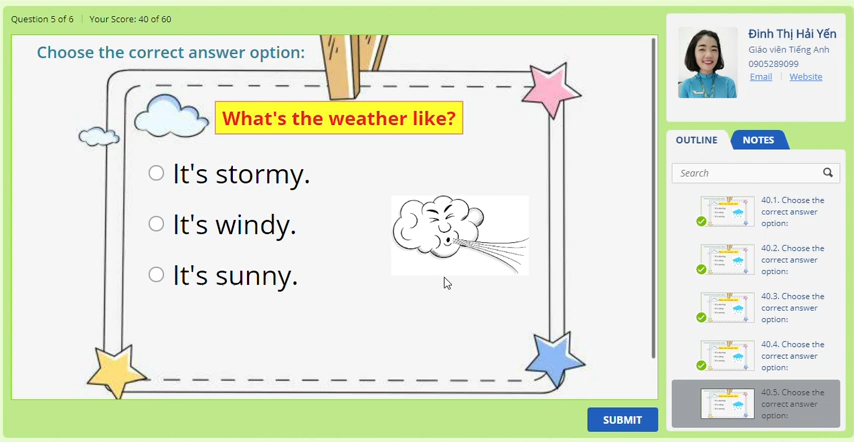 Question 5 of 6
Your Score: 40 of 60
Choose the correct answer option:
What's the weather like?
It's stormy.
It's windy.
It's sunny.
SUBMIT
Đinh Thị Hải Yến
Giáo viên Tiếng Anh
0905289099
Email
Website
OUTLINE
NOTES
Search
40.1. Choose the
correct answer
option:
40.2. Choose the
correct answer
option:
40.3. Choose the
correct answer
option:
40.4. Choose the
correct answer
option:
40.5. Choose the
correct answer
option: